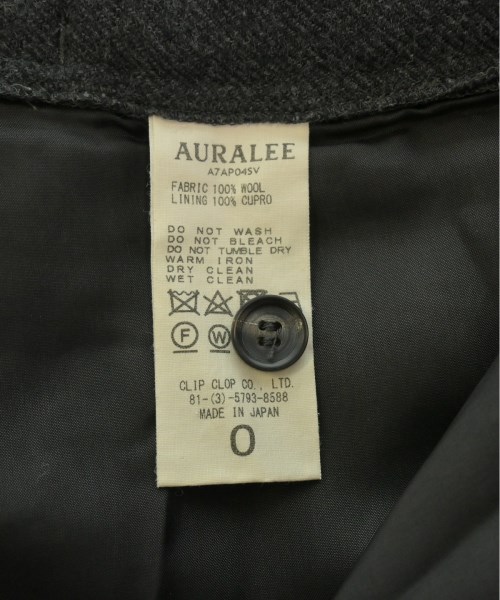 AURALEE
A7AP04SV
FABRIC 100% WOOL
LINING 100% CUPRO
DO NOT WASH
DO NOT BLEACH
DO NOT TUMBLE DRY
WARM IRON
DRY CLEAN
WET CLEAN
F W
CLIP CLOP CO., LTD.
81-(3)-5793-8588
MADE IN JAPAN
0